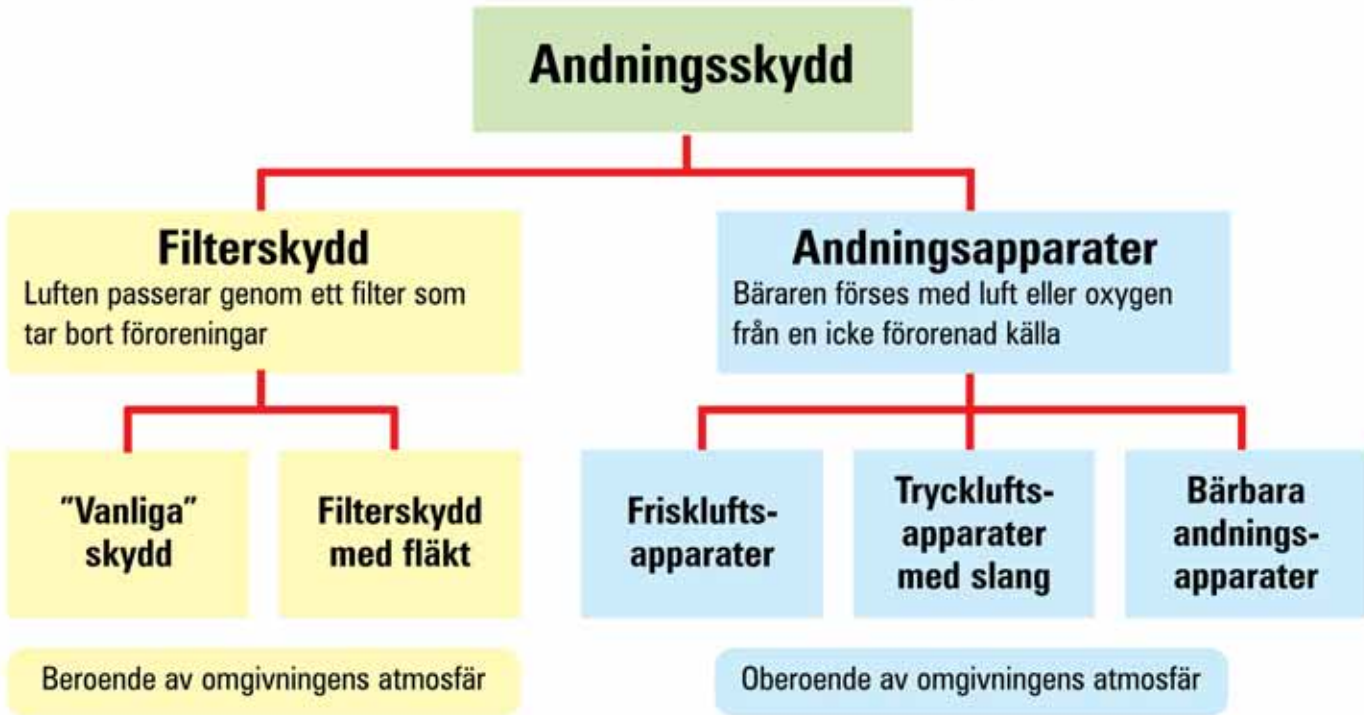 Andningsskydd
Filterskydd
Luften passerar genom ett filter som
tar bort föroreningar
Andningsapparater
Bäraren förses med luft eller oxygen
från en icke förorenad källa
"Vanliga"
skydd
Filterskydd
med fläkt
Frisklufts-
apparater
Trycklufts-
apparater
med slang
Bärbara
andnings-
apparater
Beroende av omgivningens atmosfär
Oberoende av omgivningens atmosfär